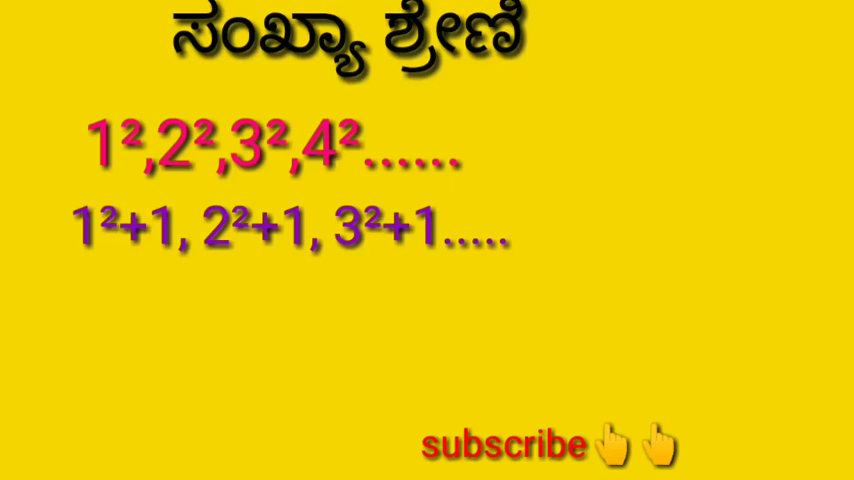 ಸಂಖ್ಯಾ ಶ್ರೇಣಿ
1²,2²,3²,4²......
1²+1, 2²+1, 3²+1.....
subscribe👆👆